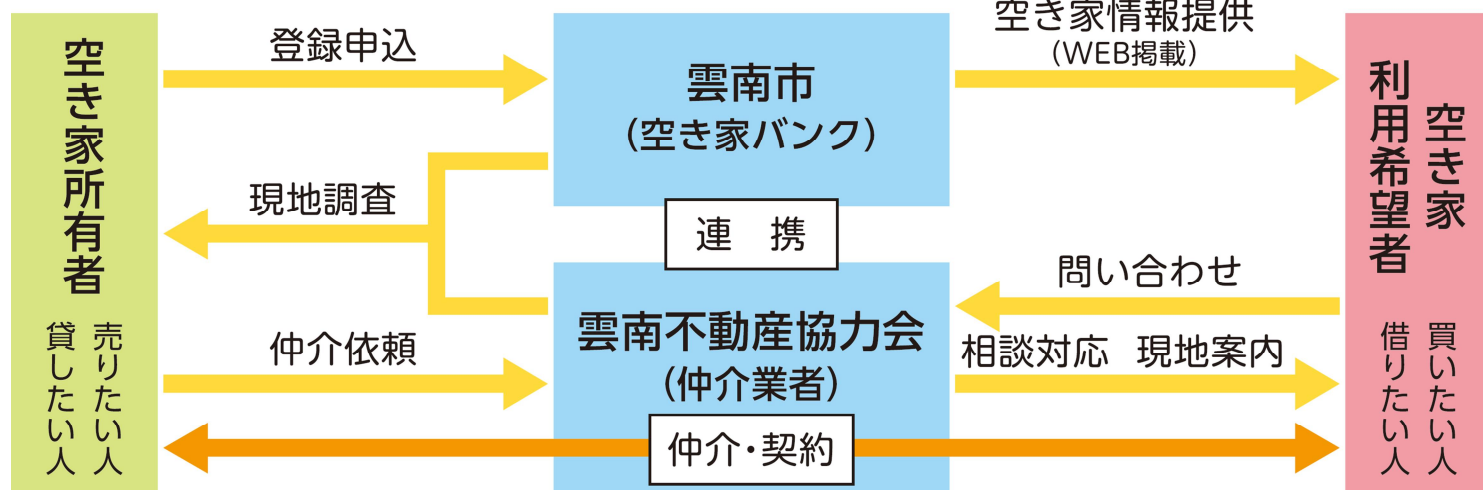 空き家所有者
売りたい人
貸したい人
登録申込
現地調査
仲介依頼
雲南市
(空き家バンク)
連 携
雲南不動産協力会
(仲介業者)
仲介・契約
空き家情報提供
(WEB掲載)
問い合わせ
相談対応 現地案内
空き家
利用希望者
買いたい人
借りたい人